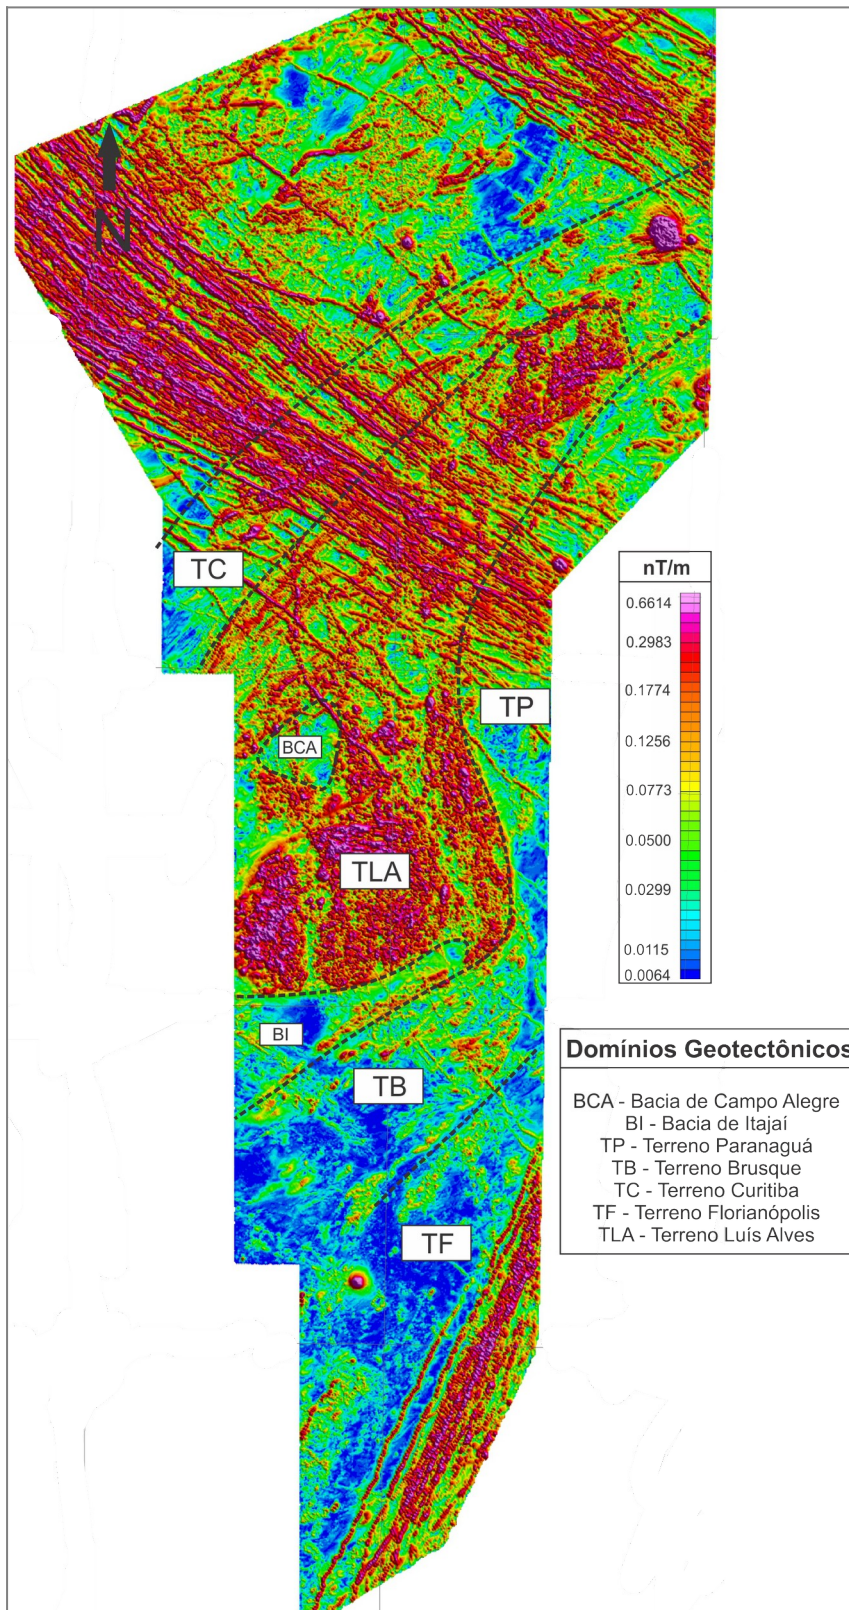 N
TC
nT/m
0.6614
0.2983
0.1774
0.1256
0.0773
0.0500
0.0299
0.0115
0.0064
TP
BCA
TLA
BI
TB
TF
Domínios Geotectônicos
BCA - Bacia de Campo Alegre
BI - Bacia de Itajaí
TP - Terreno Paranaguá
TB - Terreno Brusque
TC - Terreno Curitiba
TF - Terreno Florianópolis
TLA - Terreno Luís Alves